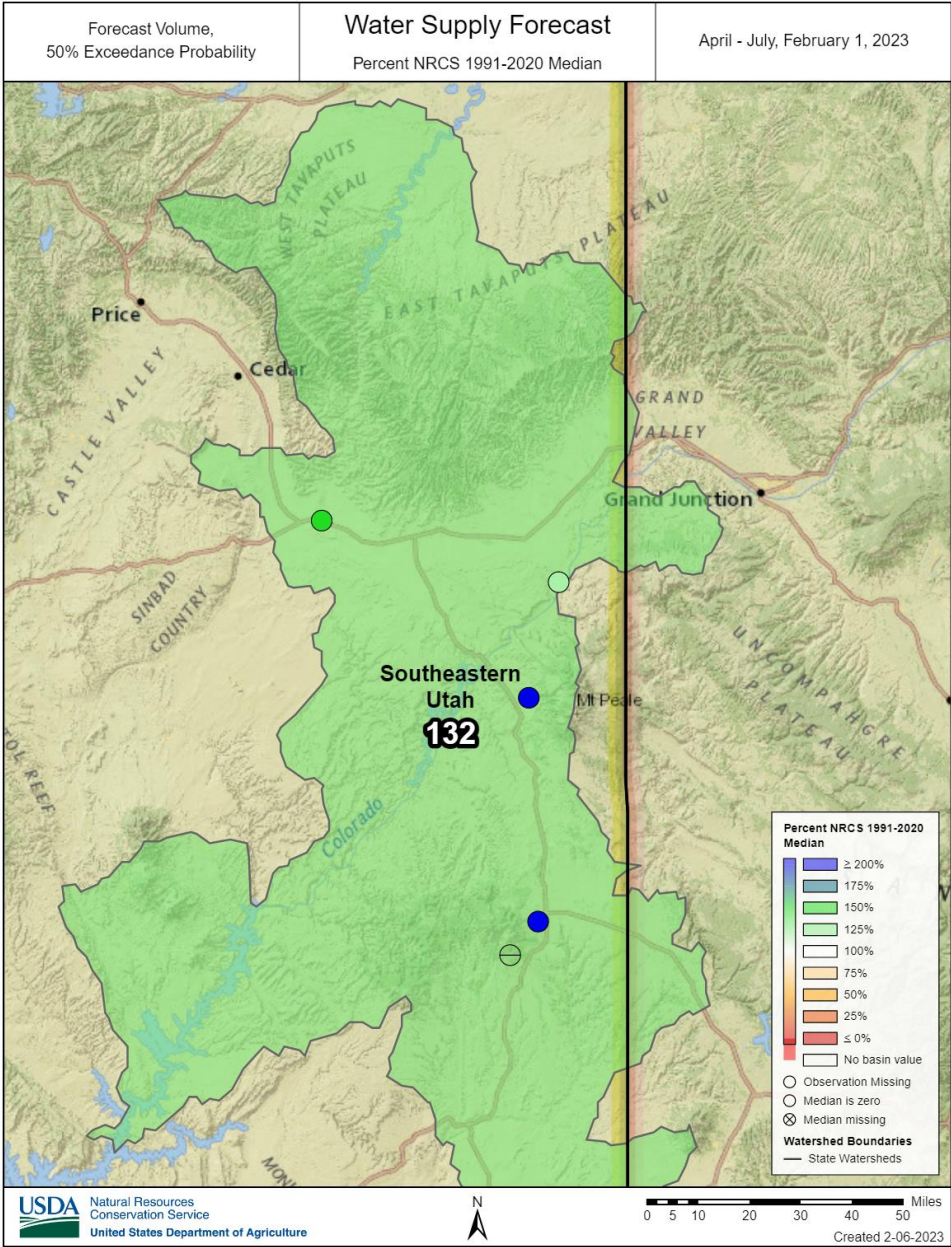 Forecast Volume,
50% Exceedance Probability
Water Supply Forecast
Percent NRCS 1991-2020 Median
April - July, February 1, 2023
WEST TAVAPUTS
PLATEAU
EAST TAVAPUTS PLATEAU
Price
Cedar
CASTLE VALLEY
GRAND
VALLEY
Grand Junction
SINBAD
COUNTRY
Southeastern
Utah
132
Mt Peale
UNCOMPAHGRE
PLATEAU
Colorado
Percent NRCS 1991-2020
Median
≥ 200%
175%
150%
125%
100%
75%
50%
25%
≤ 0%
No basin value
Observation Missing
Median is zero
Median missing
Watershed Boundaries
State Watersheds
USDA
Natural Resources
Conservation Service
United States Department of Agriculture
N
Miles
0 5 10 20 30 40 50
Created 2-06-2023